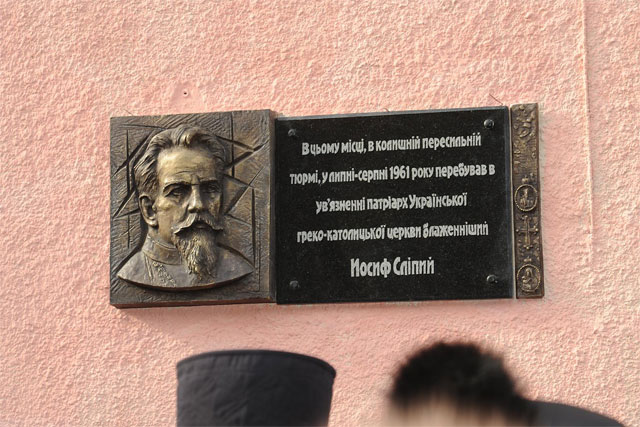 В цьому місці, в колишній пересильній
тюрмі, у липні-серпні 1961 року перебував в
ув'язненні патріарх Української
греко-католицької церкви блаженніший
Йосиф Сліпий